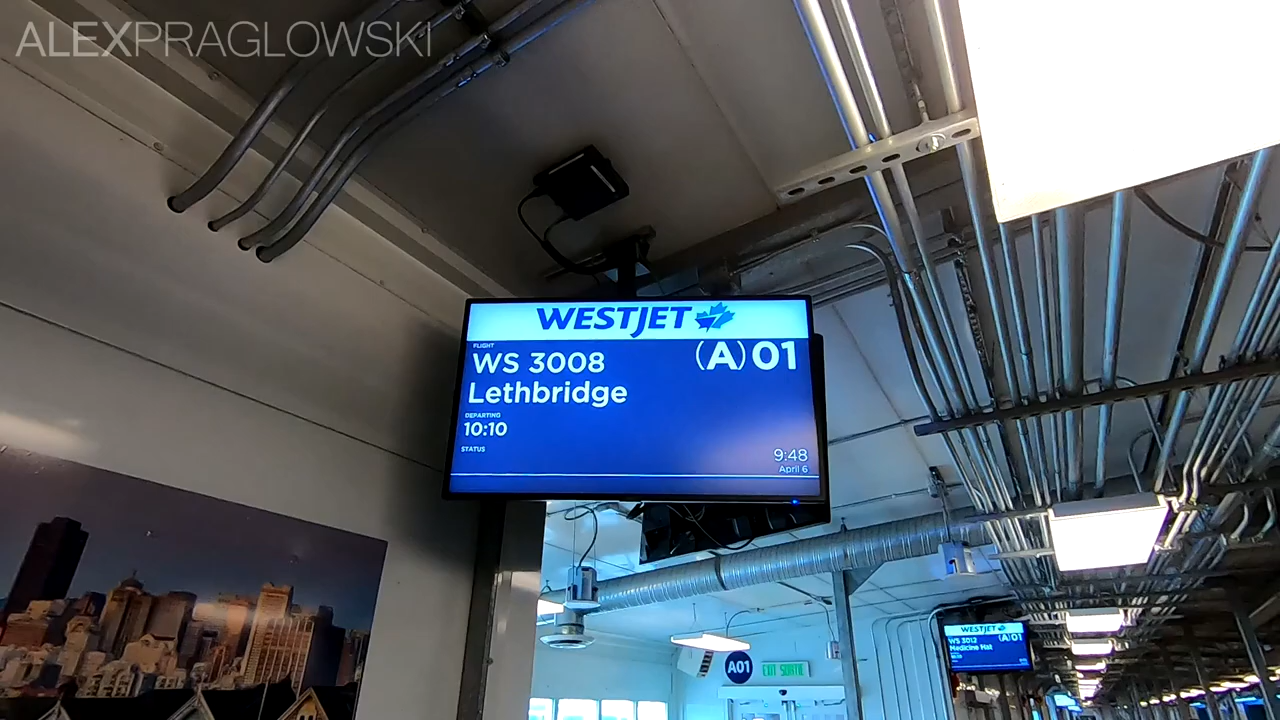 ALEXPRAGLOWSKI
WESTJET
FLIGHT
WS 3008
(A) 01
Lethbridge
DEPARTING
10:10
STATUS
9:48
April 6
A01
EXIT SORTIE
WESTJET
WS 3012
(A) 01
Medicine Hat